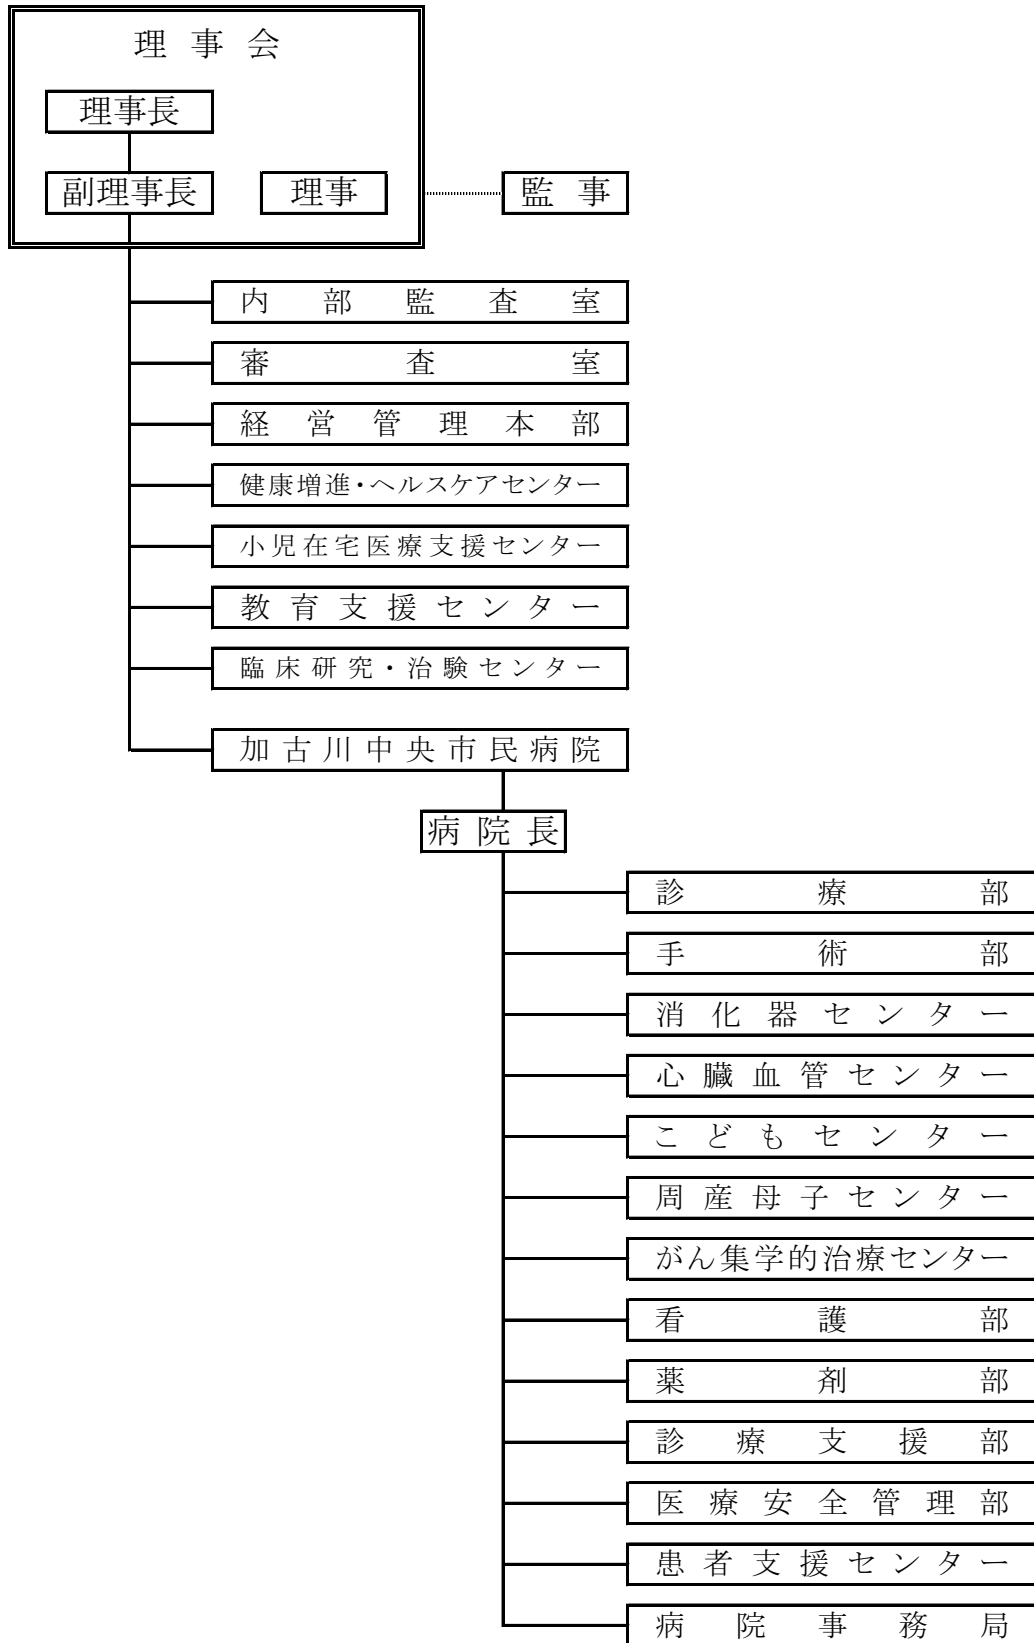 理事会
理事長
副理事長 理事 監事
内部監査室
審査室
経営管理本部
健康増進・ヘルスケアセンター
小児在宅医療支援センター
教育支援センター
臨床研究・治験センター
加古川中央市民病院
病院長
診療部
手術部
消化器センター
心臓血管センター
こどもセンター
周産母子センター
がん集学的治療センター
看護部
薬剤部
診療支援部
医療安全管理部
患者支援センター
病院事務局